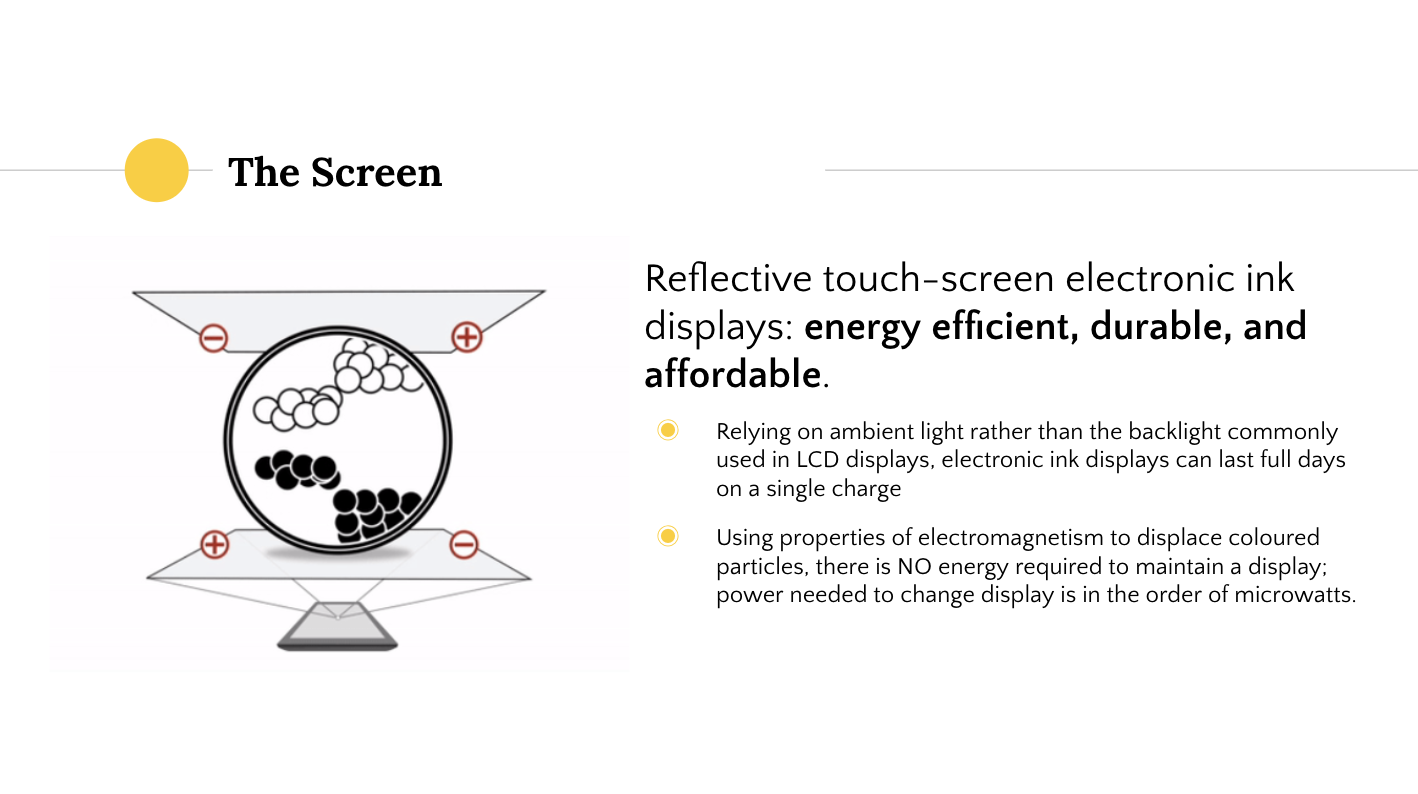 The Screen
Reflective touch-screen electronic ink
displays: energy efficient, durable, and
affordable.
Relying on ambient light rather than the backlight commonly
used in LCD displays, electronic ink displays can last full days
on a single charge
Using properties of electromagnetism to displace coloured
particles, there is NO energy required to maintain a display;
power needed to change display is in the order of microwatts.